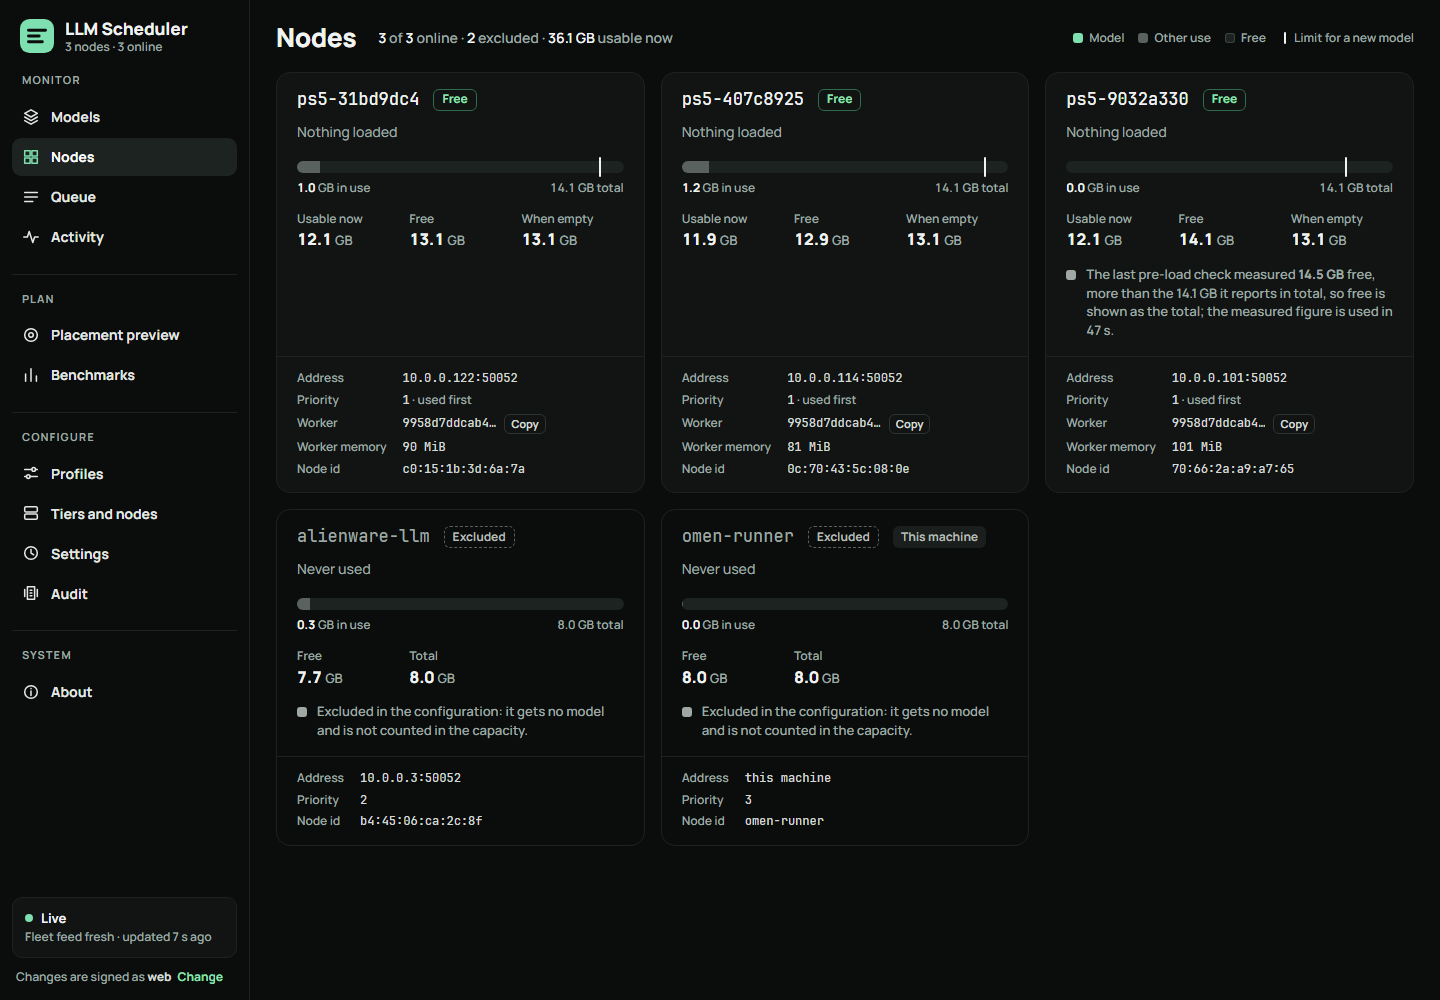 LLM Scheduler
3 nodes · 3 online
MONITOR
Models
Nodes
Queue
Activity
PLAN
Placement preview
Benchmarks
CONFIGURE
Profiles
Tiers and nodes
Settings
Audit
SYSTEM
About
Live
Fleet feed fresh · updated 7 s ago
Changes are signed as web Change
Nodes 3 of 3 online · 2 excluded · 36.1 GB usable now
Model Other use Free Limit for a new model
ps5-31bd9dc4 Free
Nothing loaded
1.0 GB in use 14.1 GB total
Usable now Free When empty
12.1 GB 13.1 GB 13.1 GB
Address 10.0.0.122:50052
Priority 1 · used first
Worker 9958d7ddcab4… Copy
Worker memory 90 MiB
Node id c0:15:1b:3d:6a:7a
ps5-407c8925 Free
Nothing loaded
1.2 GB in use 14.1 GB total
Usable now Free When empty
11.9 GB 12.9 GB 13.1 GB
Address 10.0.0.114:50052
Priority 1 · used first
Worker 9958d7ddcab4… Copy
Worker memory 81 MiB
Node id 0c:70:43:5c:08:0e
ps5-9032a330 Free
Nothing loaded
0.0 GB in use 14.1 GB total
Usable now Free When empty
12.1 GB 14.1 GB 13.1 GB
The last pre-load check measured 14.5 GB free,
more than the 14.1 GB it reports in total, so free is
shown as the total; the measured figure is used in
47 s.
Address 10.0.0.101:50052
Priority 1 · used first
Worker 9958d7ddcab4… Copy
Worker memory 101 MiB
Node id 70:66:2a:a9:a7:65
alienware-llm Excluded
Never used
0.3 GB in use 8.0 GB total
Free Total
7.7 GB 8.0 GB
Excluded in the configuration: it gets no model
and is not counted in the capacity.
Address 10.0.0.3:50052
Priority 2
Node id b4:45:06:ca:2c:8f
omen-runner Excluded This machine
Never used
0.0 GB in use 8.0 GB total
Free Total
8.0 GB 8.0 GB
Excluded in the configuration: it gets no model
and is not counted in the capacity.
Address this machine
Priority 3
Node id omen-runner